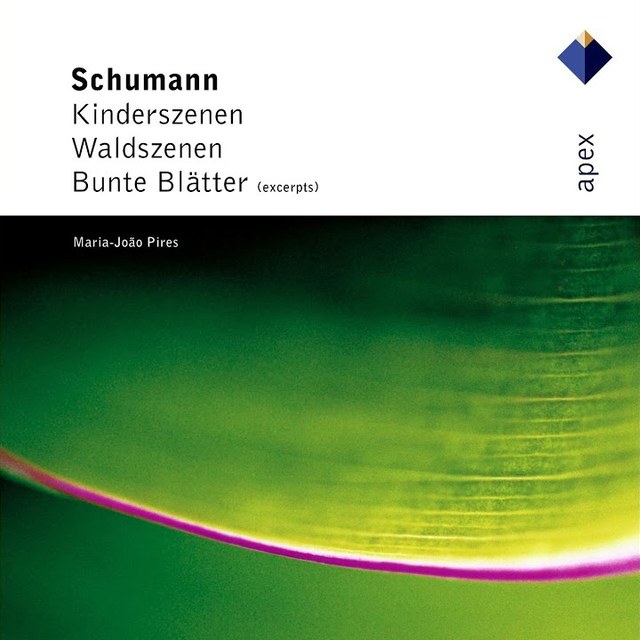 Schumann
Kinderszenen
Waldszenen
Bunte Blätter (excerpts)
Maria-João Pires
apex